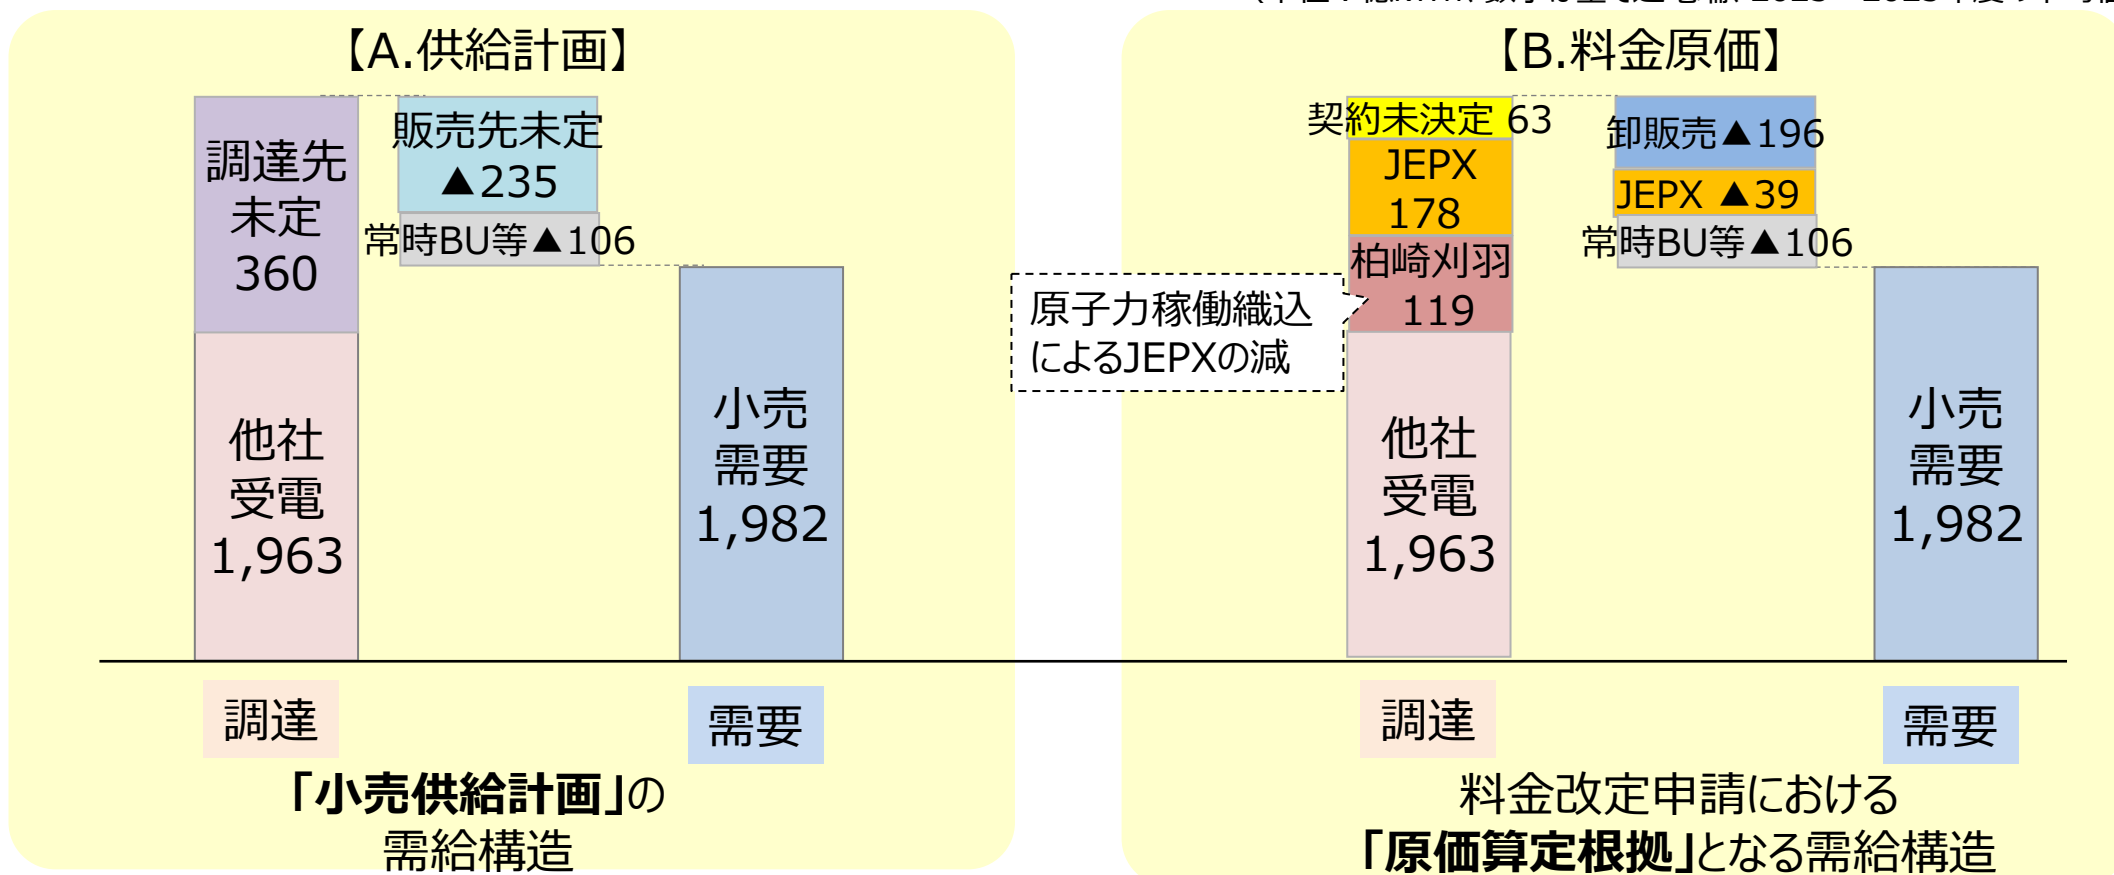 【A.供給計画】
調達先
未定
360
販売先未定
▲235
常時BU等▲106
他社
受電
1,963
小売
需要
1,982
調達
需要
「小売供給計画」の
需給構造
【B.料金原価】
契約未決定 63
JEPX
178
柏崎刈羽
119
原子力稼働織込
によるJEPXの減
卸販売▲196
JEPX ▲39
常時BU等▲106
他社
受電
1,963
小売
需要
1,982
調達
需要
料金改定申請における
「原価算定根拠」となる需給構造